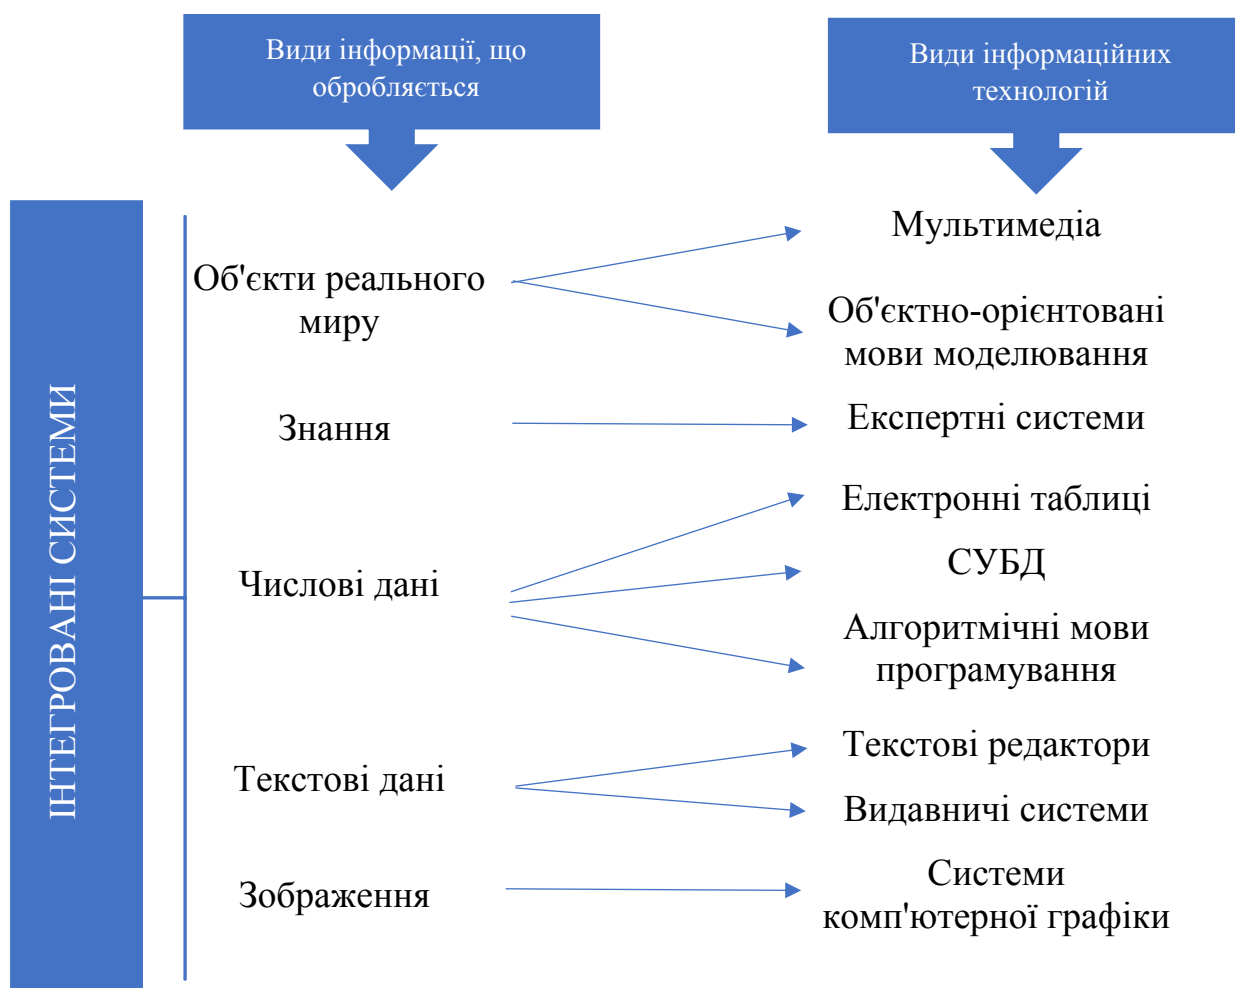 Види інформації, що
обробляється
Види інформаційних
технологій
ІНТЕГРОВАНІ СИСТЕМИ
Об'єкти реального
миру
Мультимедіа
Об'єктно-орієнтовані
мови моделювання
Знання
Експертні системи
Числові дані
Електронні таблиці
СУБД
Алгоритмічні мови
програмування
Текстові дані
Текстові редактори
Видавничі системи
Зображення
Системи
комп'ютерної графіки